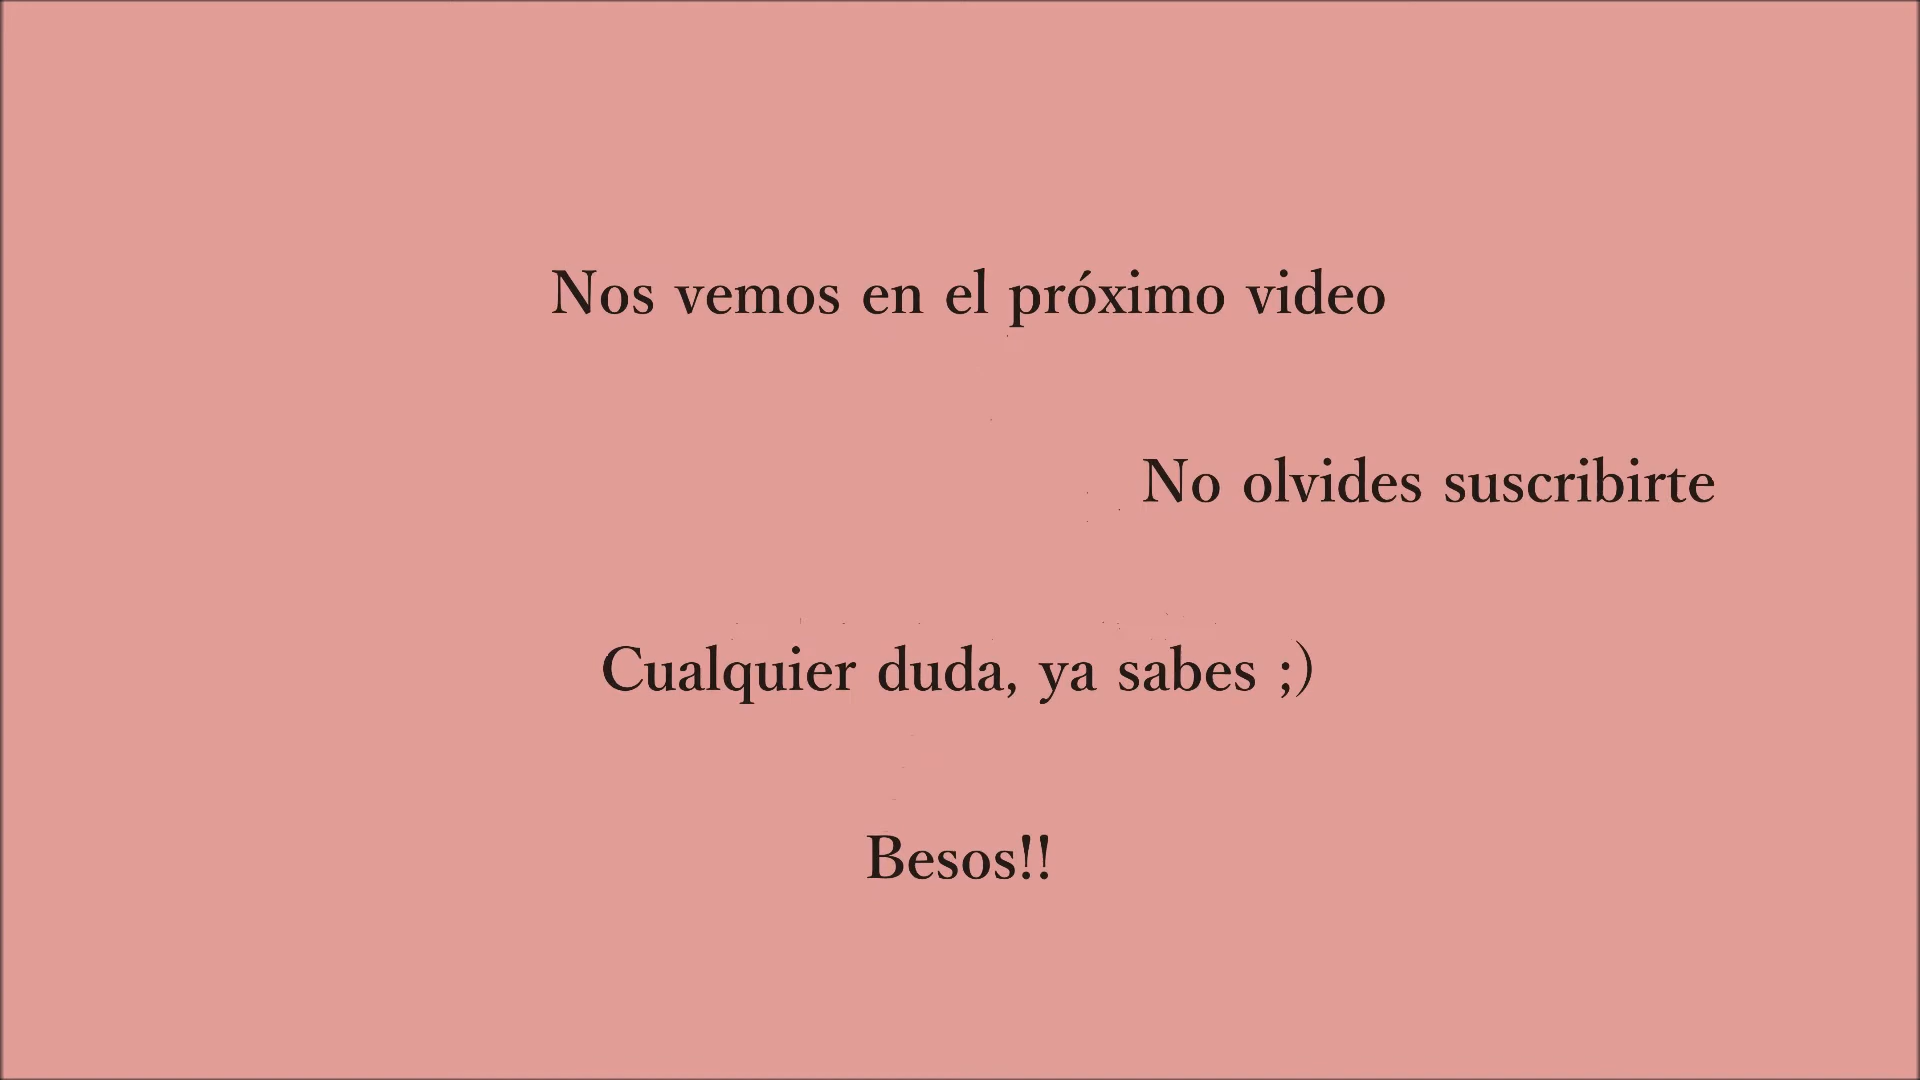 Nos vemos en el próximo video
No olvides suscribirte
Cualquier duda, ya sabes ;)
Besos!!